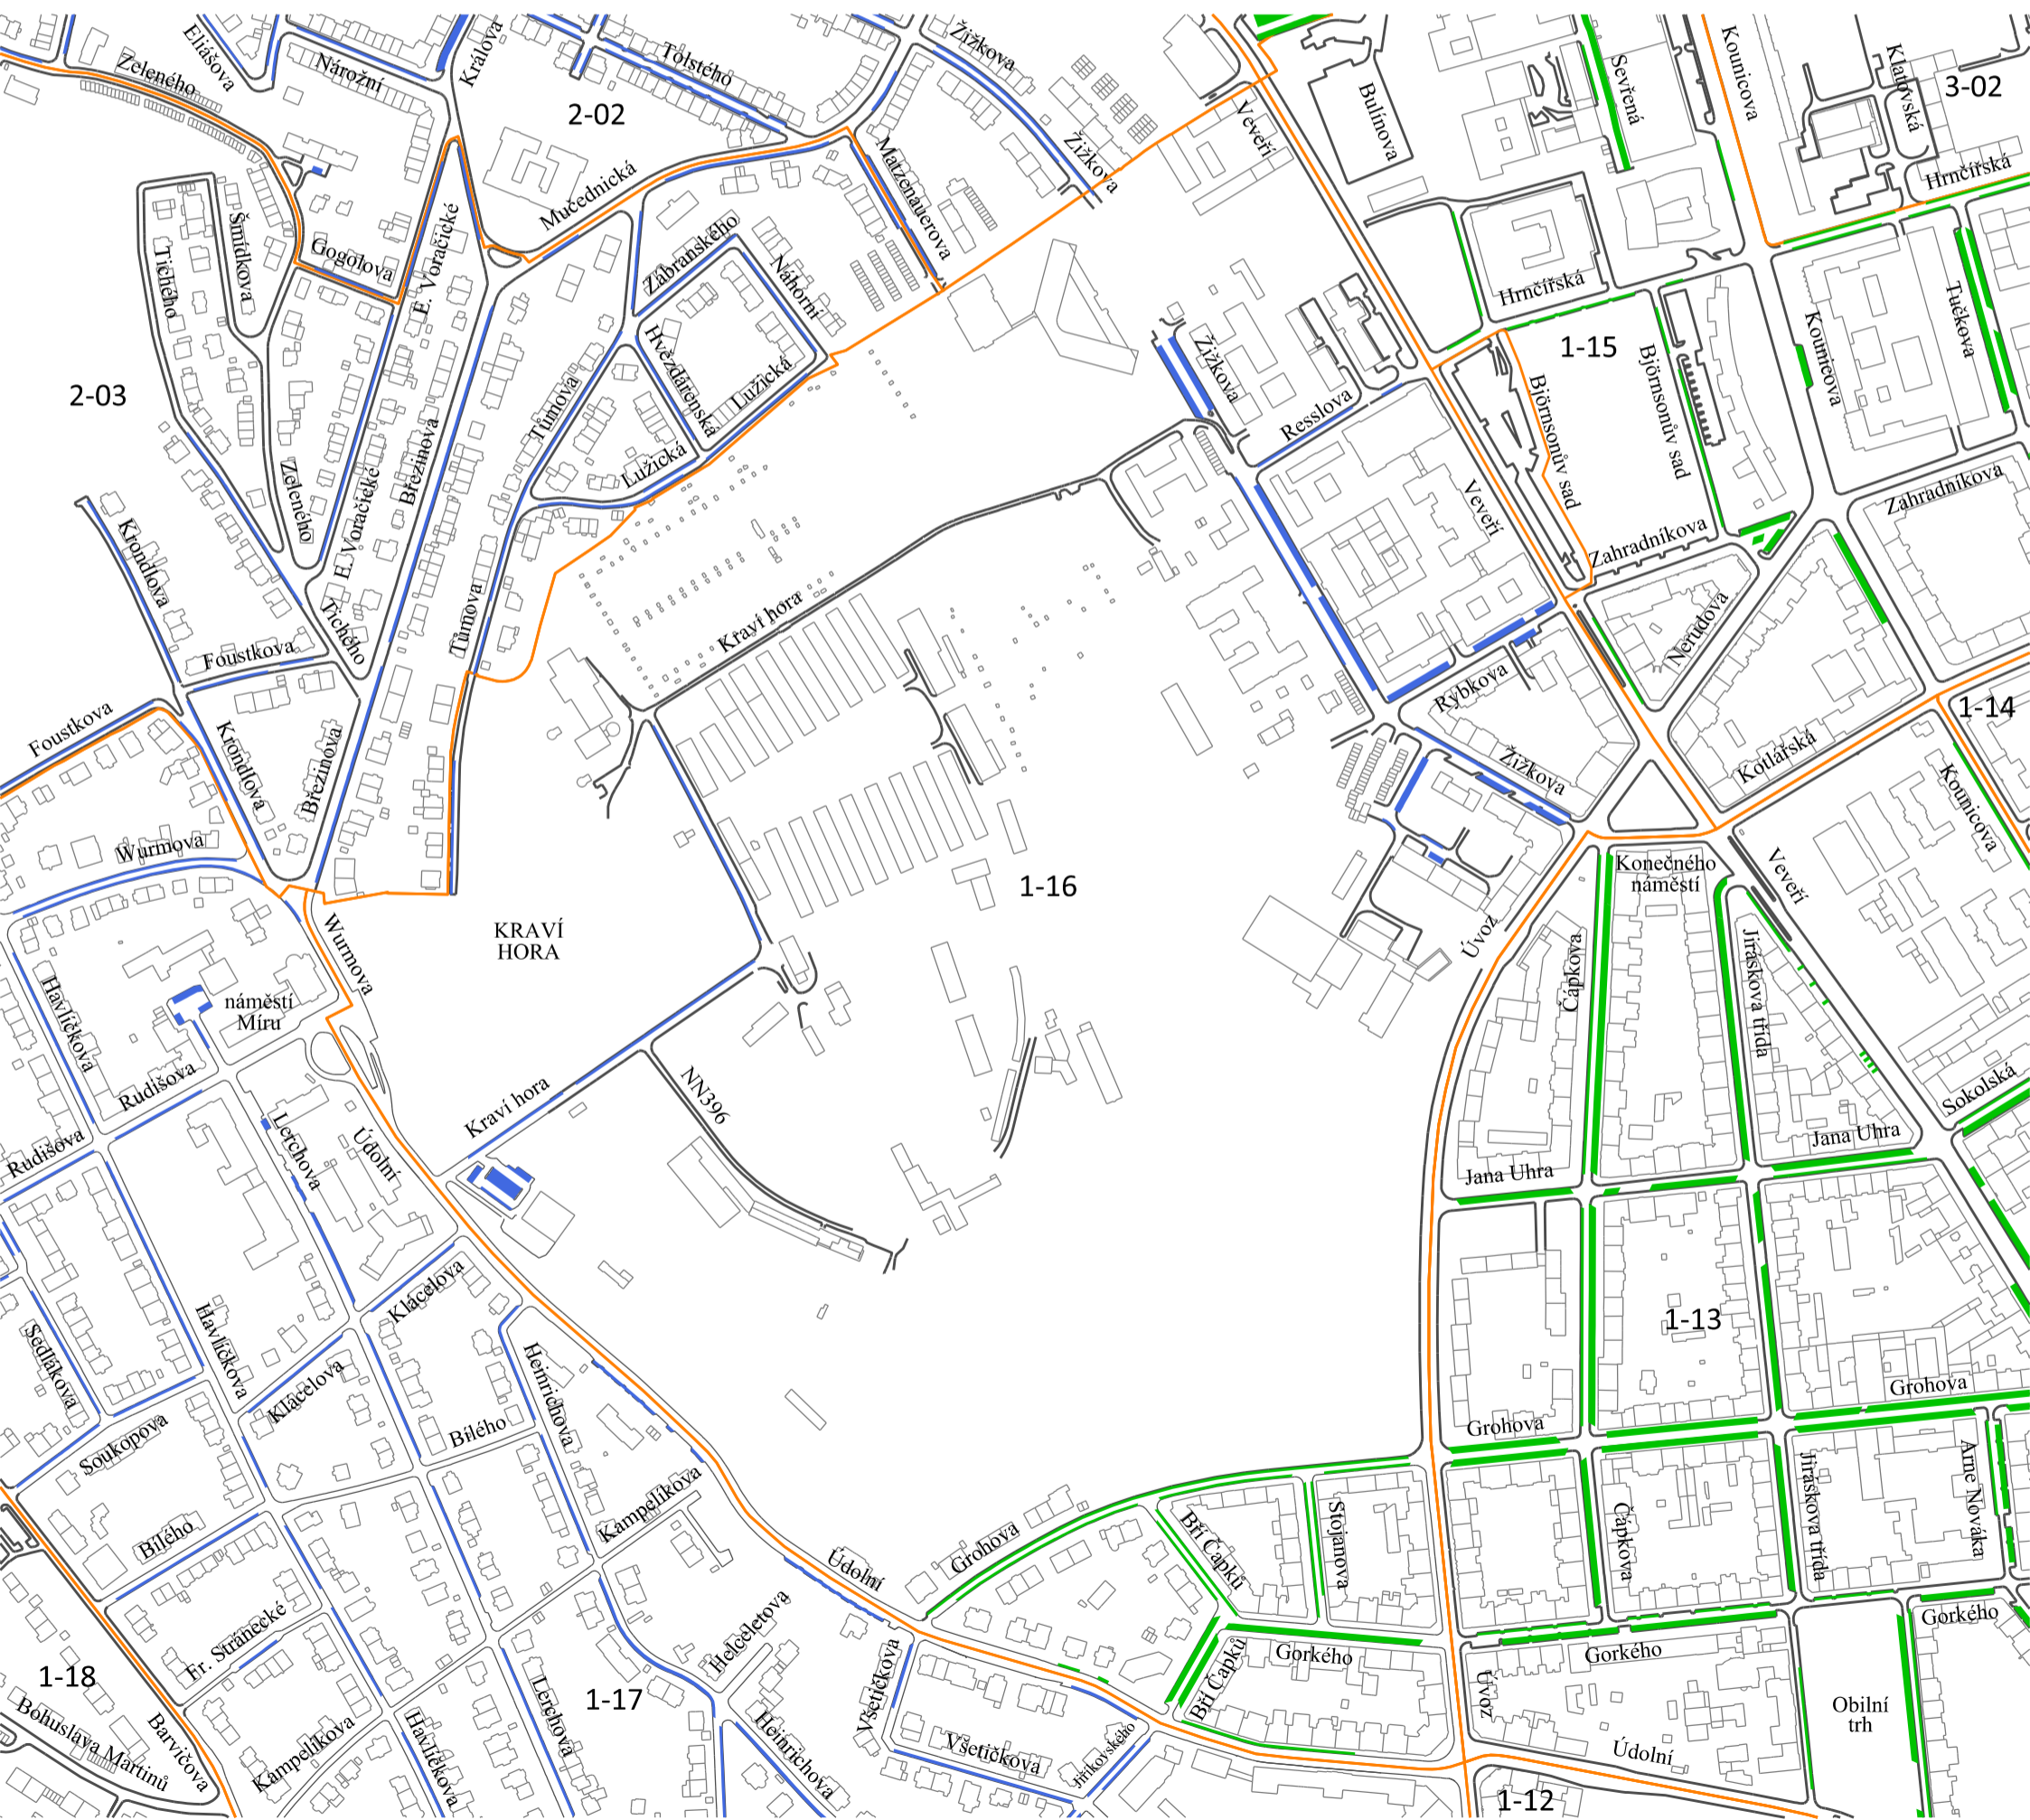 Eliášova
Králova
Žižkova
Tolstého
Nárožní
Zeleného
2-02
Bulínova
Veveří
Sevřená
Kounicova
Klatovská
3-02
Hrnčířská
Žižkova
Matzenauerova
Mučednická
Šmídkova
Tichého
Gogolova
E. Voračické
Zábranského
Náhorní
Hvězdárenská
Lužická
Lužická
Tůmova
Hrnčířská
1-15
Björnsonův sad
Björnsonův sad
Kounicova
Tučkova
Žižkova
Resslova
2-03
Zeleného
E. Voračické
Březinova
Krondlova
Veveří
Zahradníkova
Zahradníkova
Tichého
Foustkova
Tůmova
Kraví hora
Nerudova
Rybkova
1-14
Foustkova
Krondlova
Březinova
Žižkova
Kotlářská
Kounicova
Wurmova
1-16
Konečného
náměstí
Veveří
KRAVÍ
HORA
Wurmova
Úvoz
Čápkova
Jiráskova třída
Havlíčkova
náměstí
Míru
Rudišova
Rudišova
Lerchova
Údolní
Kraví hora
NN396
Sokolská
Jana Uhra
Jana Uhra
Klácelova
1-13
Sedlákova
Havlíčkova
Klácelova
Heinrichova
Bílého
Soukopova
Grohova
Grohova
Kampelíkova
Bílého
Grohova
Bří Čapků
Stojanova
Čápkova
Jiráskova třída
Arne Nováka
Údolní
Helceletova
Fr. Stránecké
Všetičkova
Bří Čapků
Gorkého
Gorkého
Gorkého
1-18
Bohuslava Martinů
Barvičova
Kampelíkova
Havlíčkova
Lerchova
1-17
Heinrichova
Všetičkova
Jiříkovského
Úvoz
Údolní
Obilní
trh
1-12